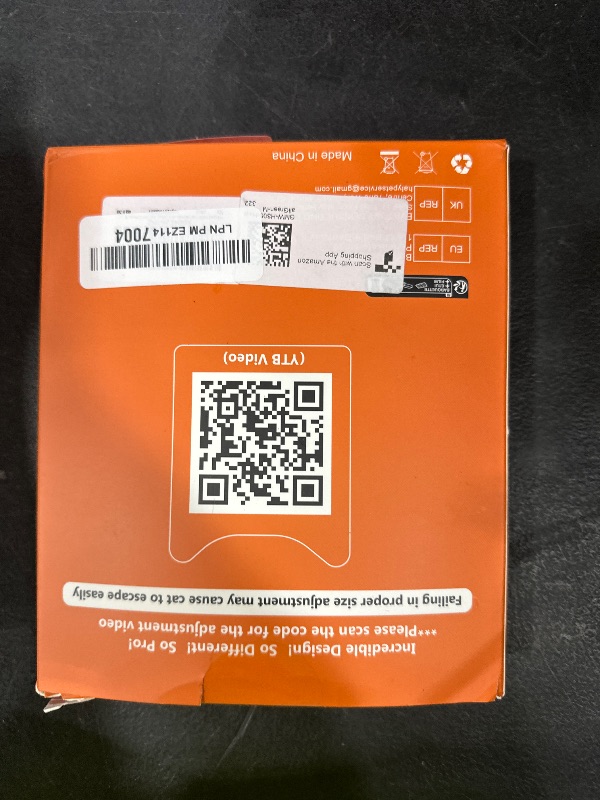 Incredible Design! So Different! So Pro!
***Please scan the code for the adjustment video
Failing in proper size adjustment may cause cat to escape easily
(YTB Video)
Scan with the Amazon
Shopping App
LPN PM EZ114 7004
EU REP
UK REP
halypetservice@gmail.com
Made in China